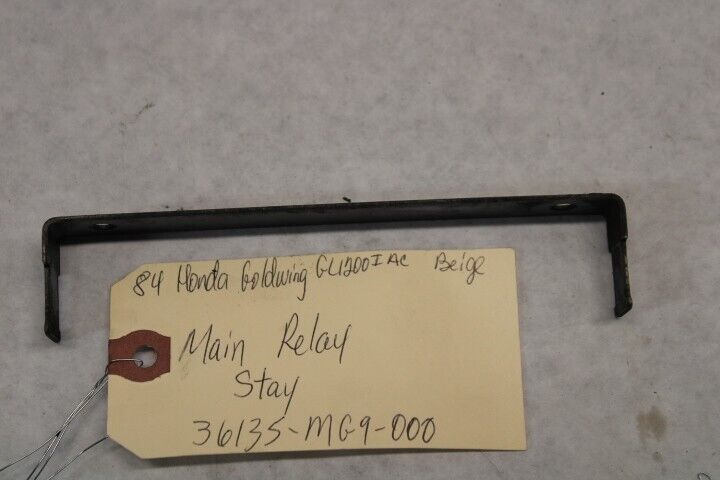 84 Honda Goldwing GL1200I AC Beige
Main Relay
Stay
36135-MG9-000